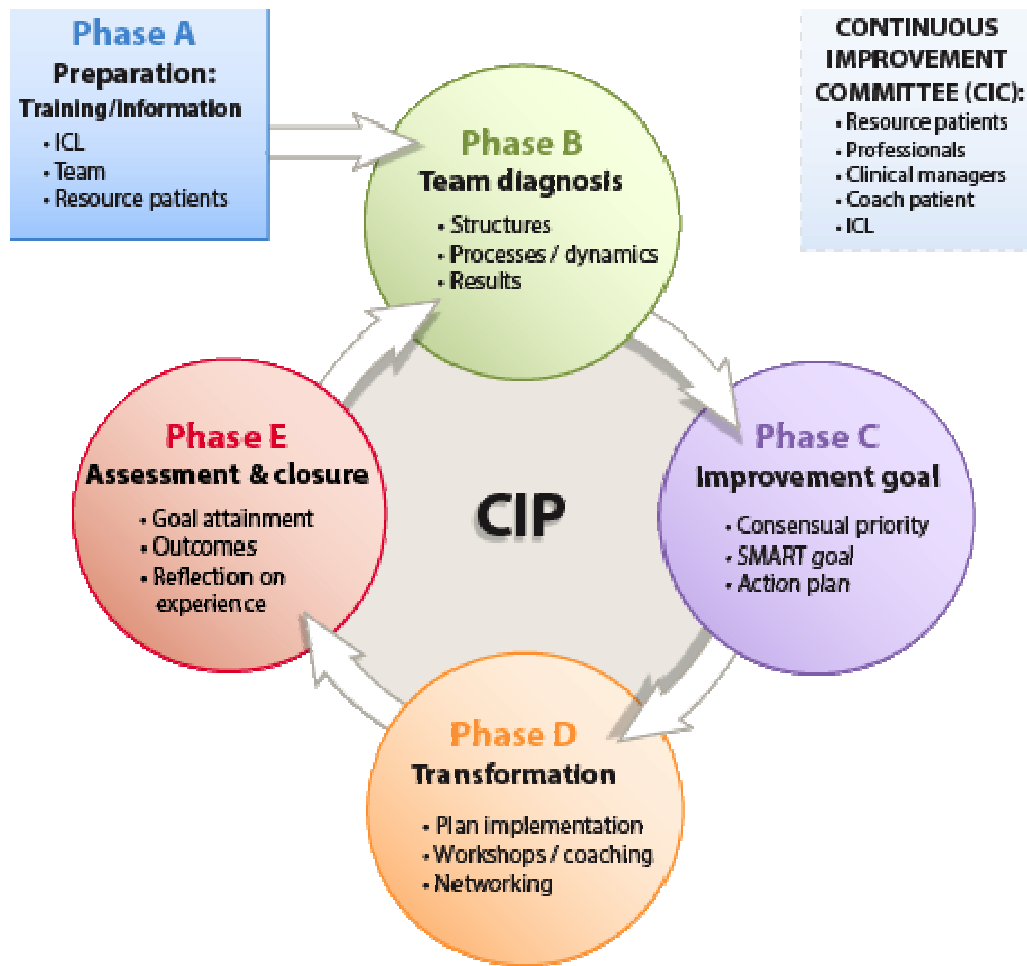 Phase A
Preparation:
Training/Information
• ICL
• Team
• Resource patients
CONTINUOUS
IMPROVEMENT
COMMITTEE (CIC):
• Resource patients
• Professionals
• Clinical managers
• Coach patient
• ICL
Phase B
Team diagnosis
• Structures
• Processes / dynamics
• Results
Phase C
Improvement goal
• Consensual priority
• SMART goal
• Action plan
Phase D
Transformation
• Plan implementation
• Workshops / coaching
• Networking
Phase E
Assessment & closure
• Goal attainment
• Outcomes
• Reflection on
experience
CIP